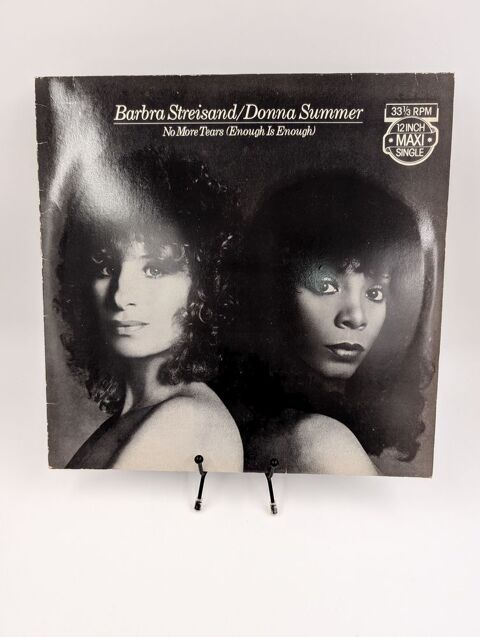 Barbra Streisand/Donna Summer
No More Tears (Enough Is Enough)
33⅓ RPM
12 INCH
MAXI
SINGLE